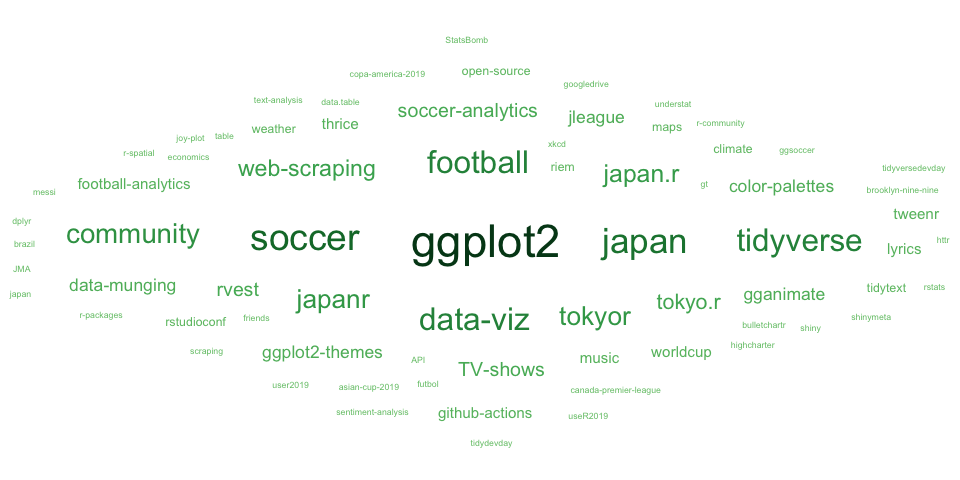 StatsBomb
copa-america-2019 open-source
googledrive
text-analysis data.table soccer-analytics jleague understat
joy-plot table weather thrice maps r-community
r-spatial economics web-scraping football xkcd riem japan.r climate ggsoccer
messi football-analytics gt color-palettes tidyversedevday brooklyn-nine-nine
dplyr community soccer ggplot2 japan tidyverse tweenr
brazil lyrics httr
JMA
japan data-munging rvest japanr tokyo.r gganimate tidytext rstats
r-packages rstudioconf friends data-viz tokyor bulletchartr shiny shinymeta
scraping ggplot2-themes API TV-shows music worldcup highcharter
user2019 asian-cup-2019 futbol canada-premier-league
sentiment-analysis github-actions useR2019
tidydevday